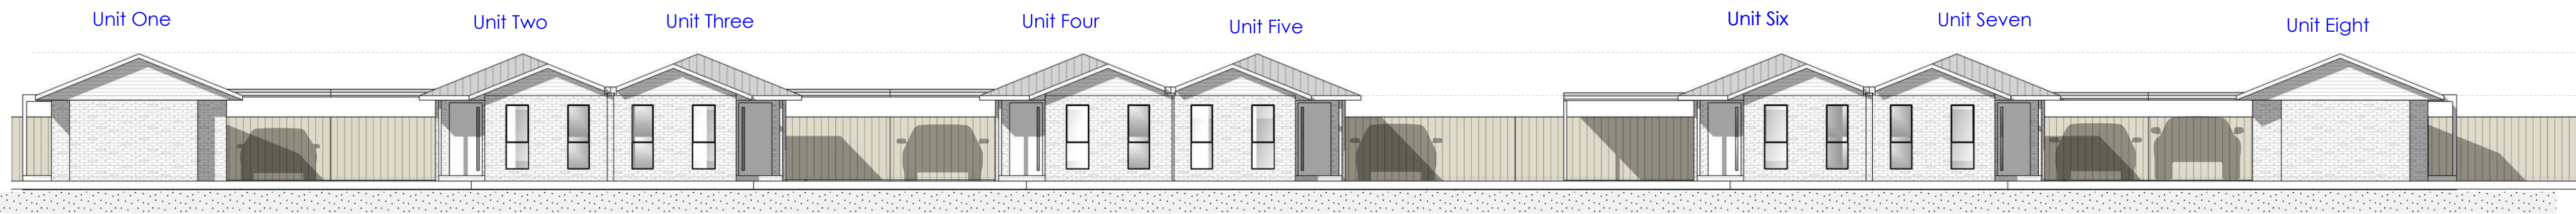 Unit One
Unit Two
Unit Three
Unit Four
Unit Five
Unit Six
Unit Seven
Unit Eight